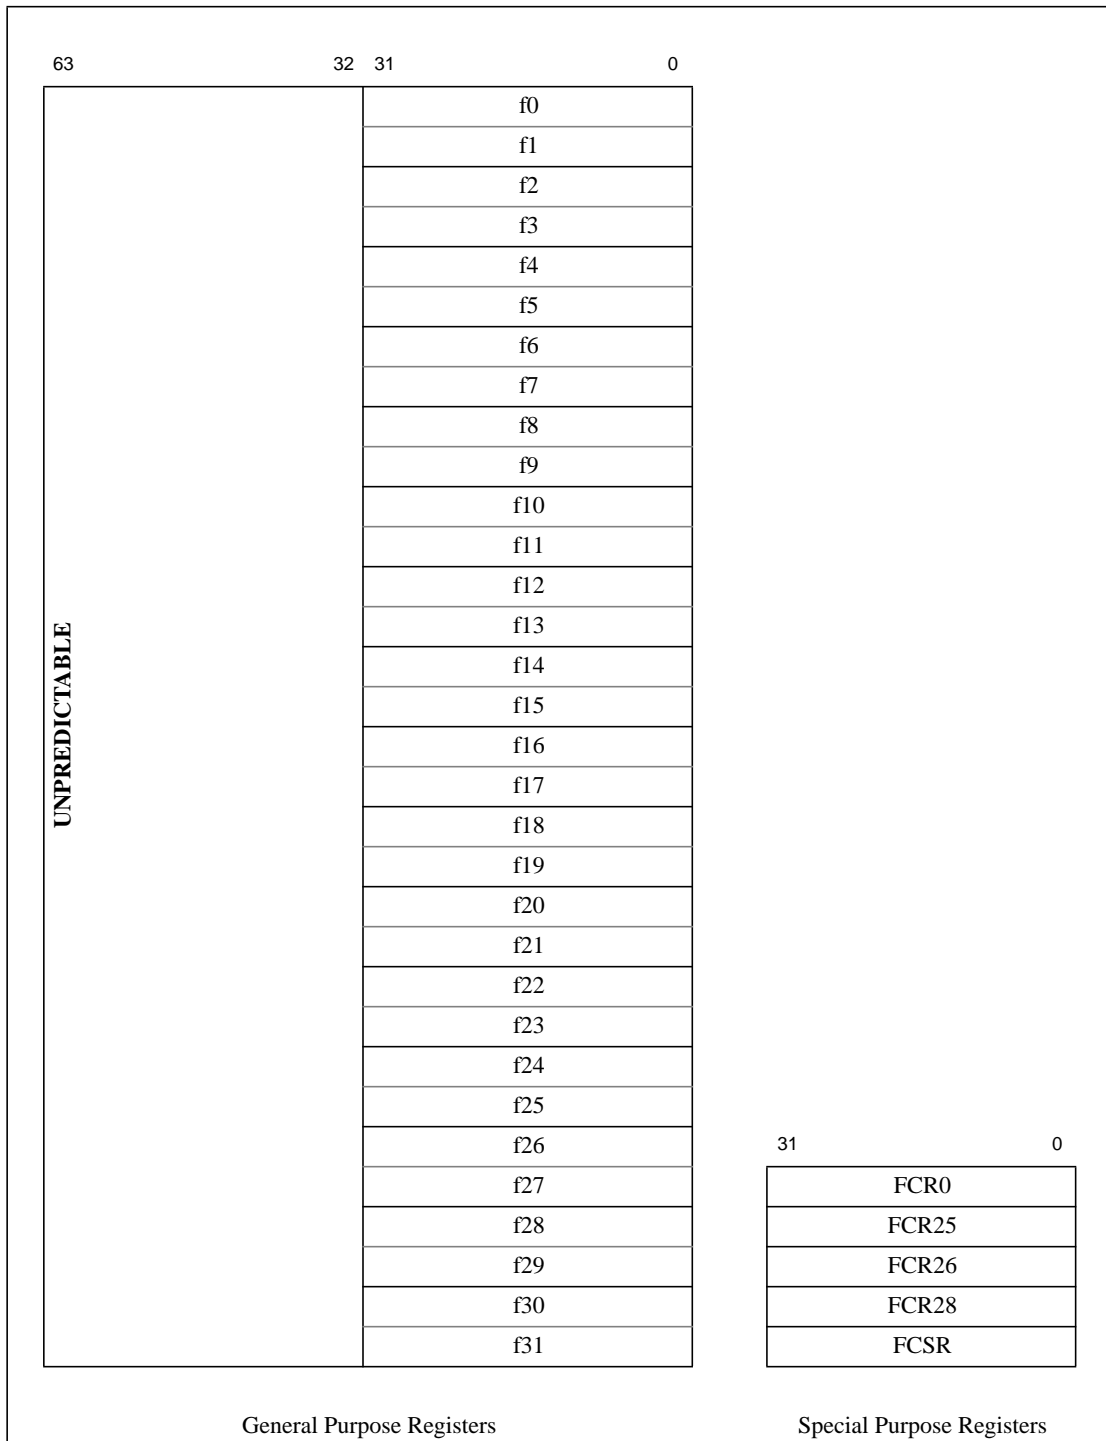 63 32 31 0
f0
f1
f2
f3
f4
f5
f6
f7
f8
f9
f10
f11
f12
f13
UNPREDICTABLE
f14
f15
f16
f17
f18
f19
f20
f21
f22
f23
f24
f25
f26
31 0
f27 FCR0
f28 FCR25
f29 FCR26
f30 FCR28
f31 FCSR
General Purpose Registers Special Purpose Registers